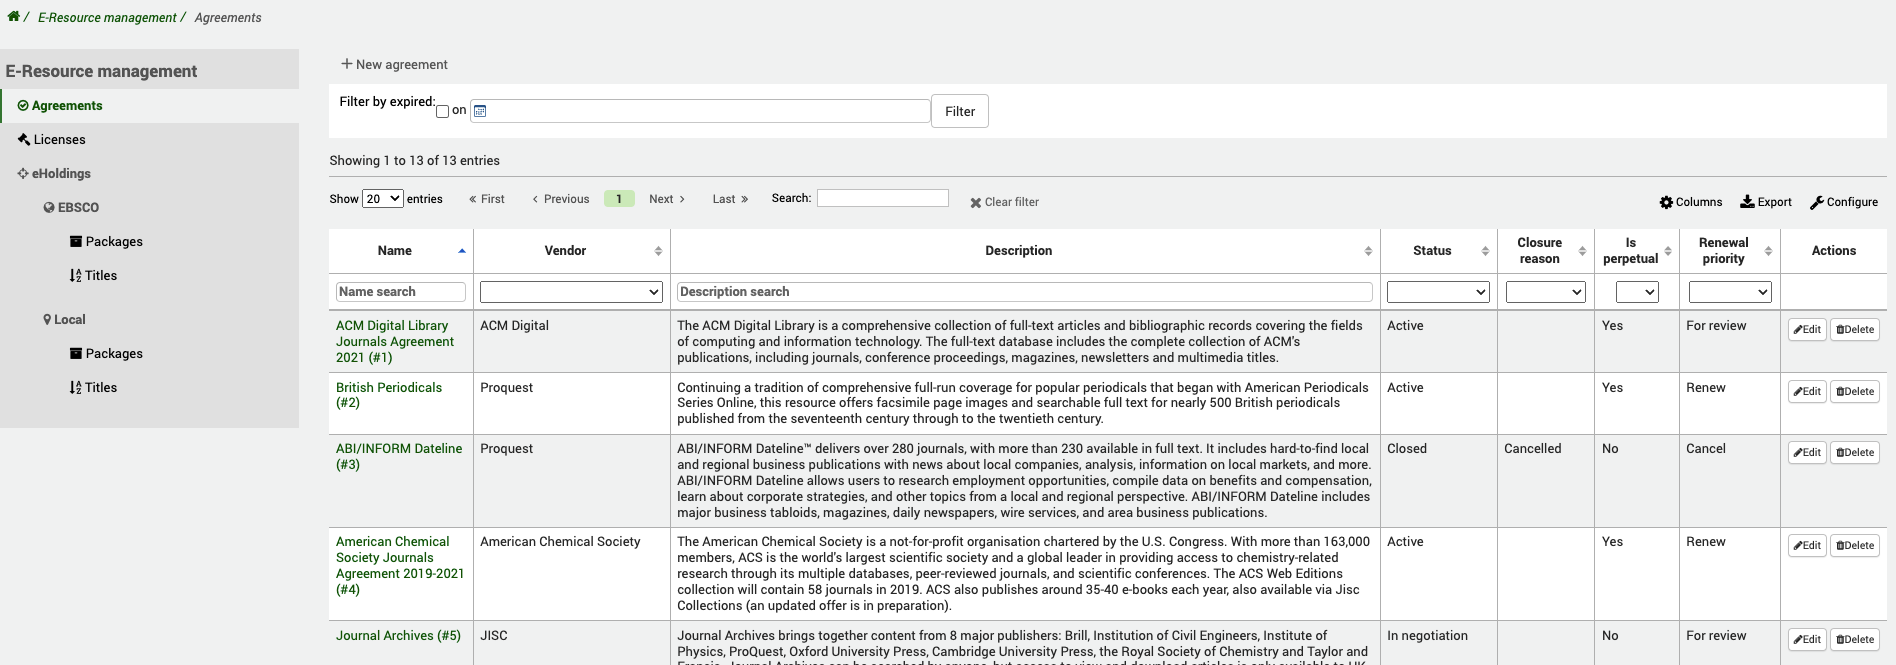 / E-Resource management / Agreements
E-Resource management
Agreements
Licenses
eHoldings
EBSCO
Packages
Titles
Local
Packages
Titles
New agreement
Filter by expired: on Filter
Showing 1 to 13 of 13 entries
Show 20 entries « First ‹ Previous 1 Next › Last » Search: Clear filter Columns Export Configure
Name Vendor Description Status Closure reason Is perpetual Renewal priority Actions
Name search Description search
ACM Digital Library
Journals Agreement
2021 (#1)
ACM Digital
The ACM Digital Library is a comprehensive collection of full-text articles and bibliographic records covering the fields
of computing and information technology. The full-text database includes the complete collection of ACM's
publications, including journals, conference proceedings, magazines, newsletters and multimedia titles.
Active Yes For review Edit Delete
British Periodicals
(#2)
Proquest
Continuing a tradition of comprehensive full-run coverage for popular periodicals that began with American Periodicals
Series Online, this resource offers facsimile page images and searchable full text for nearly 500 British periodicals
published from the seventeenth century through to the twentieth century.
Active Yes Renew Edit Delete
ABI/INFORM Dateline
(#3)
Proquest
ABI/INFORM Dateline™ delivers over 280 journals, with more than 230 available in full text. It includes hard-to-find local
and regional business publications with news about local companies, analysis, information on local markets, and more.
ABI/INFORM Dateline allows users to research employment opportunities, compile data on benefits and compensation,
learn about corporate strategies, and other topics from a local and regional perspective. ABI/INFORM Dateline includes
major business tabloids, magazines, daily newspapers, wire services, and area business publications.
Closed Cancelled No Cancel Edit Delete
American Chemical
Society Journals
Agreement 2019-2021
(#4)
American Chemical Society
The American Chemical Society is a not-for-profit organisation chartered by the U.S. Congress. With more than 163,000
members, ACS is the world's largest scientific society and a global leader in providing access to chemistry-related
research through its multiple databases, peer-reviewed journals, and scientific conferences. The ACS Web Editions
collection will contain 58 journals in 2019. ACS also publishes around 35-40 e-books each year, also available via Jisc
Collections (an updated offer is in preparation).
Active Yes Renew Edit Delete
Journal Archives (#5)
JISC
Journal Archives brings together content from 8 major publishers: Brill, Institution of Civil Engineers, Institute of
Physics, ProQuest, Oxford University Press, Cambridge University Press, the Royal Society of Chemistry and Taylor and
Francis. Journal Archives can be searched by anyone, but access to view and download articles is only available to UK
In negotiation No For review Edit Delete